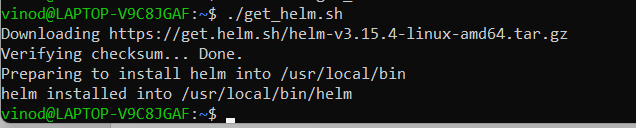 vinod@LAPTOP-V9C8JGAF:~$ ./get_helm.sh
Downloading https://get.helm.sh/helm-v3.15.4-linux-amd64.tar.gz
Verifying checksum... Done.
Preparing to install helm into /usr/local/bin
helm installed into /usr/local/bin/helm
vinod@LAPTOP-V9C8JGAF:~$